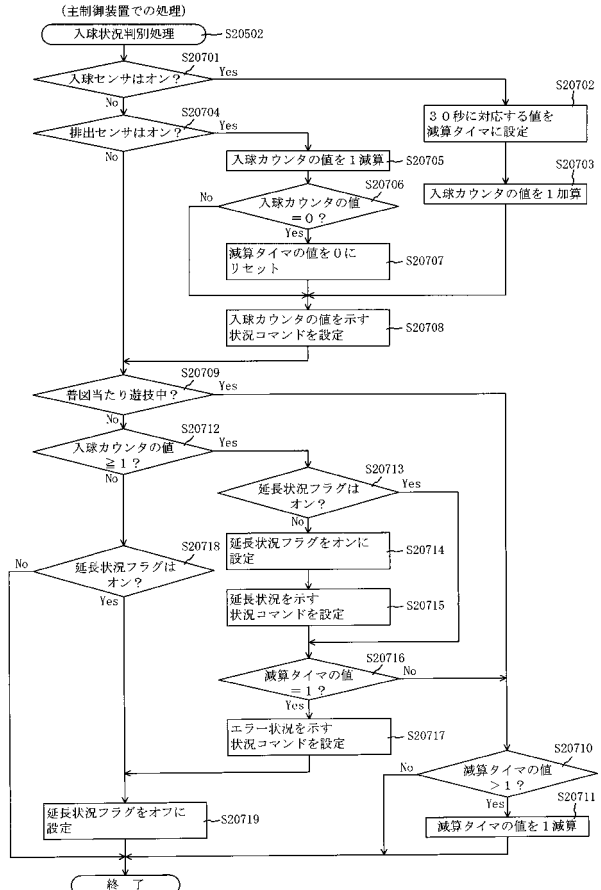 (主制御装置での処理)
入球状況判別処理
S20502
S20701
入球センサはオン？
Yes
No
S20702
３０秒に対応する値を
減算タイマに設定
S20704
排出センサはオン？
Yes
No
S20703
入球カウンタの値を１加算
入球カウンタの値を１減算
S20705
S20706
入球カウンタの値
＝０？
No
Yes
減算タイマの値を０に
リセット
S20707
入球カウンタの値を示す
状況コマンドを設定
S20708
S20709
普図当たり遊技中？
Yes
No
S20712
入球カウンタの値
≧１？
Yes
No
S20713
延長状況フラグは
オン？
Yes
No
延長状況フラグをオンに
設定
S20714
S20718
延長状況フラグは
オン？
No
Yes
延長状況を示す
状況コマンドを設定
S20715
S20716
減算タイマの値
＝１？
No
Yes
エラー状況を示す
状況コマンドを設定
S20717
S20710
減算タイマの値
＞１？
No
Yes
S20711
減算タイマの値を１減算
延長状況フラグをオフに
設定
S20719
終 了